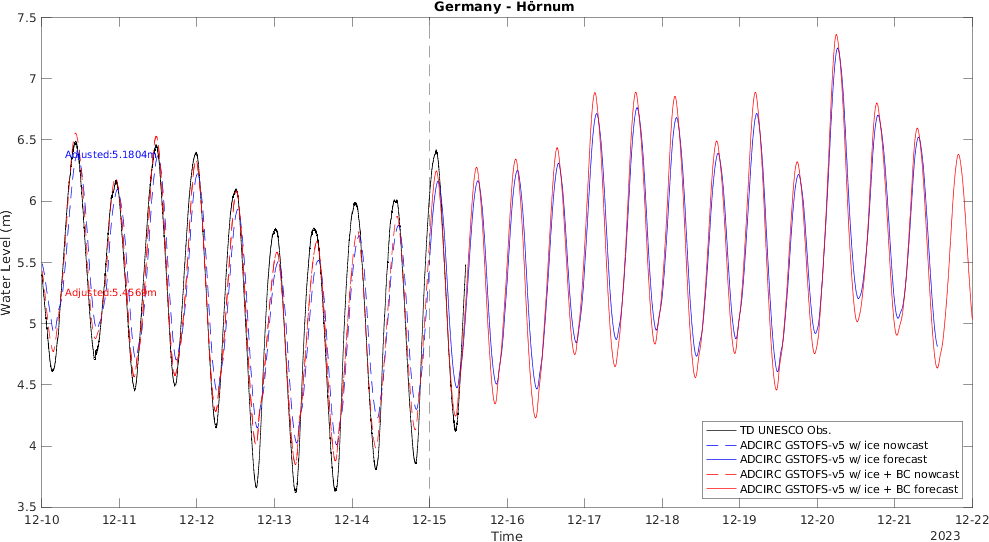 Germany - Hörnum
7.5
7
6.5
6
5.5
5
4.5
4
3.5
Water Level (m)
Adjusted:5.1804m
Adjusted:5.4569m
TD UNESCO Obs.
ADCIRC GSTOFS-v5 w/ ice nowcast
ADCIRC GSTOFS-v5 w/ ice forecast
ADCIRC GSTOFS-v5 w/ ice + BC nowcast
ADCIRC GSTOFS-v5 w/ ice + BC forecast
12-10 12-11 12-12 12-13 12-14 12-15 12-16 12-17 12-18 12-19 12-20 12-21 12-22
Time
2023